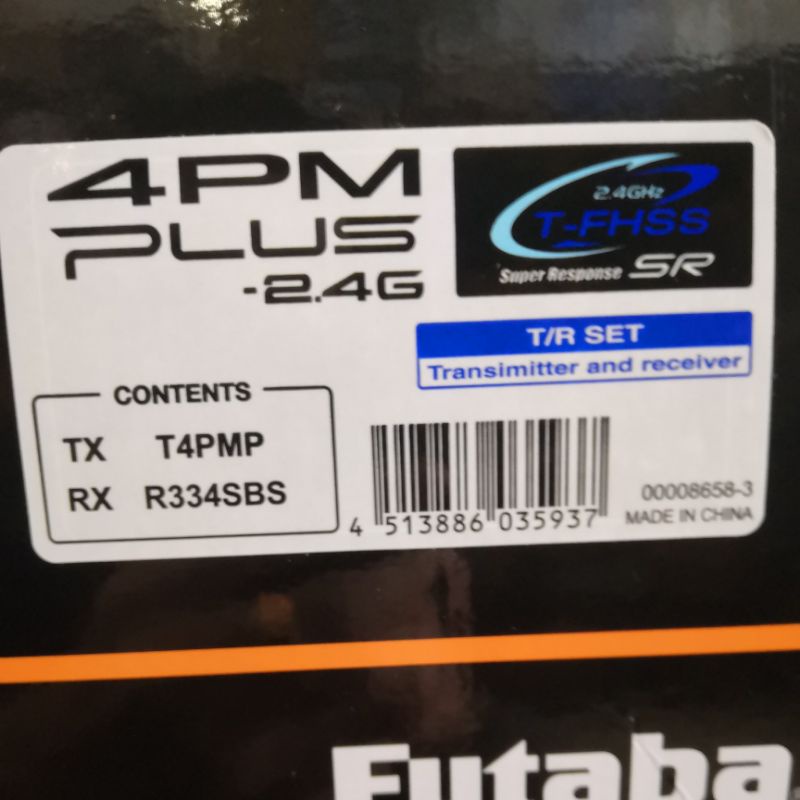 4PM
PLUS
-2.4G
2.4GHz
T-FHSS
Super Response SR
T/R SET
Transimitter and receiver
CONTENTS
TX T4PMP
RX R334SBS
4 513886 035937
00008658-3
MADE IN CHINA
Futaba